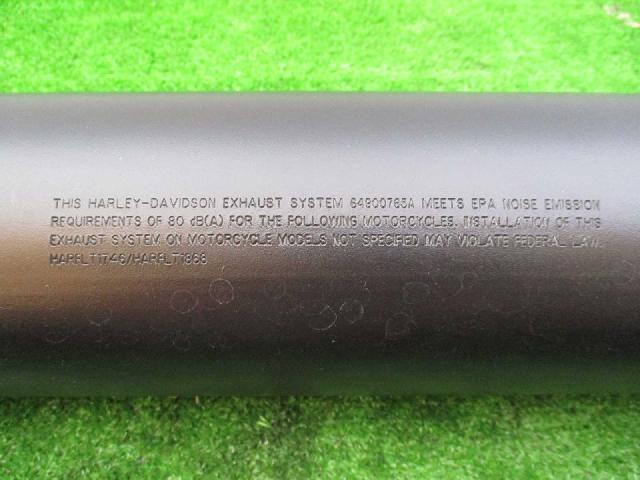 THIS HARLEY-DAVIDSON EXHAUST SYSTEM 64900765A MEETS EPA NOISE EMISSION
REQUIREMENTS OF 80 dB(A) FOR THE FOLLOWING MOTORCYCLES. INSTALLATION OF THIS
EXHAUST SYSTEM ON MOTORCYCLE MODELS NOT SPECIFIED MAY VIOLATE FEDERAL LAW.